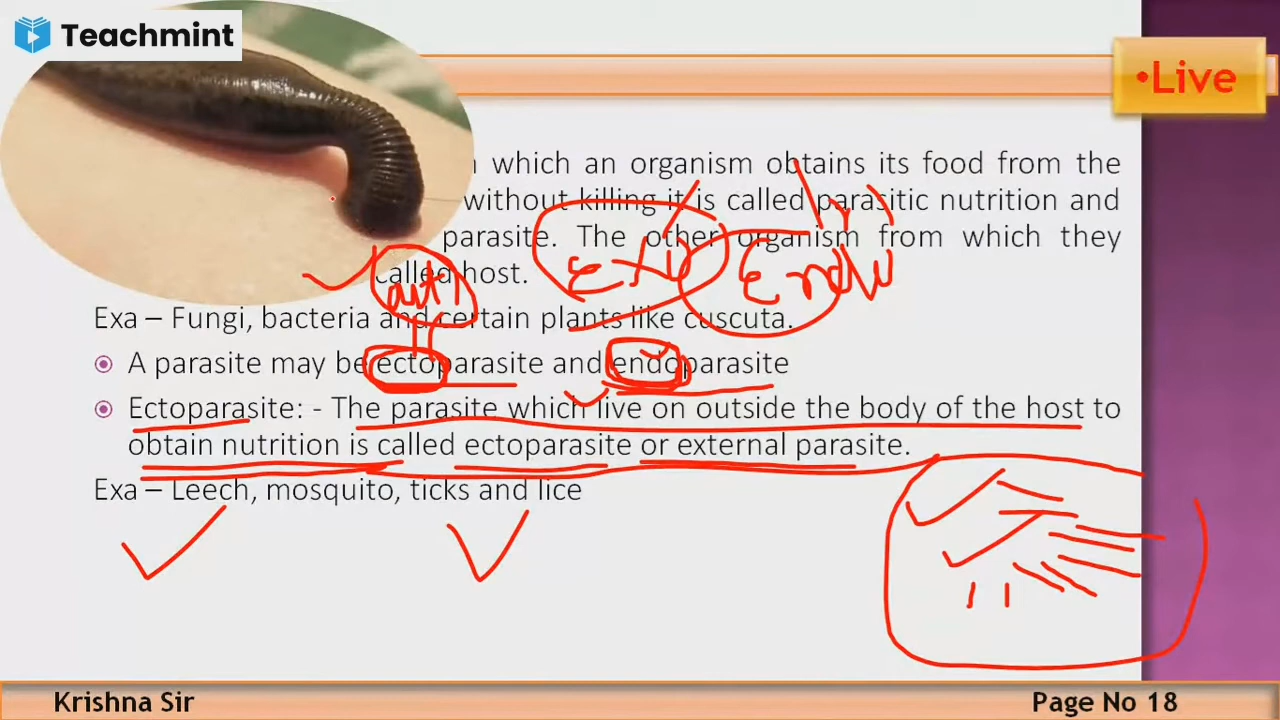 Teachmint
•Live
which an organism obtains its food from the
without killing it is called parasitic nutrition and
parasite. The other organism from which they
called host.
Exa – Fungi, bacteria and certain plants like cuscuta.
A parasite may be ectoparasite and endoparasite
Ectoparasite: - The parasite which live on outside the body of the host to
obtain nutrition is called ectoparasite or external parasite.
Exa – Leech, mosquito, ticks and lice
Krishna Sir
Page No 18